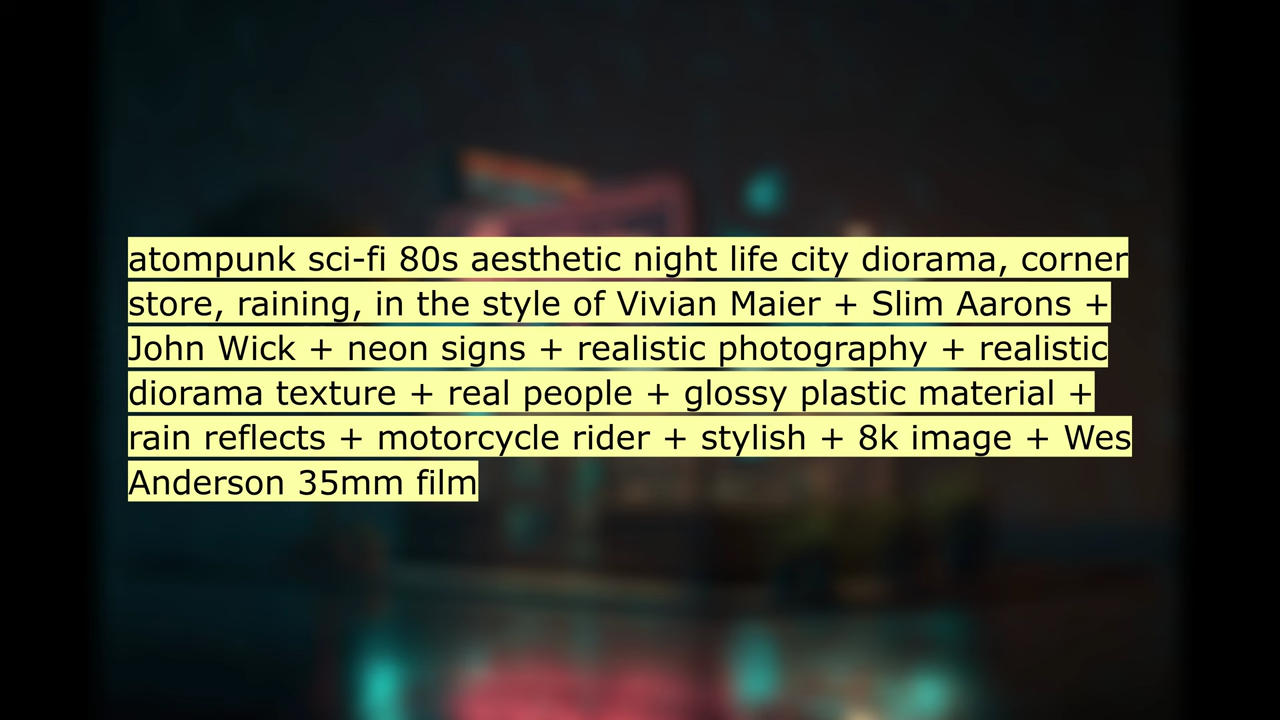 atompunk sci-fi 80s aesthetic night life city diorama, corner
store, raining, in the style of Vivian Maier + Slim Aarons +
John Wick + neon signs + realistic photography + realistic
diorama texture + real people + glossy plastic material +
rain reflects + motorcycle rider + stylish + 8k image + Wes
Anderson 35mm film